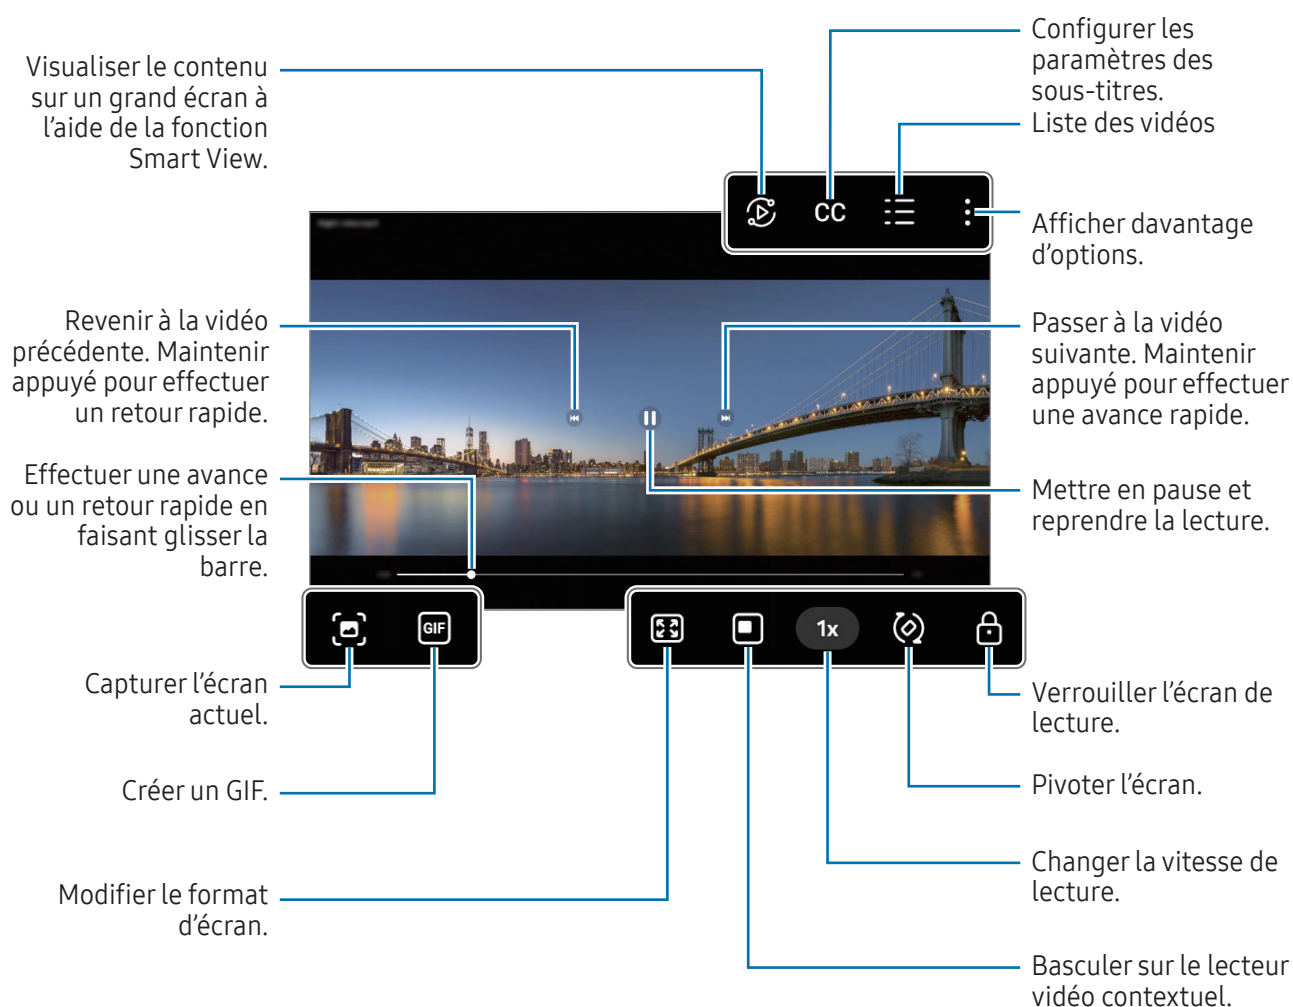 Configurer les
paramètres des
sous-titres.
Visualiser le contenu
sur un grand écran à
l'aide de la fonction
Smart View.
Liste des vidéos
CC
Afficher davantage
d'options.
Revenir à la vidéo
précédente. Maintenir
appuyé pour effectuer
un retour rapide.
Passer à la vidéo
suivante. Maintenir
appuyé pour effectuer
une avance rapide.
Effectuer une avance
ou un retour rapide en
faisant glisser la
barre.
Mettre en pause et
reprendre la lecture.
GIF
1x
Capturer l'écran
actuel.
Verrouiller l'écran de
lecture.
Créer un GIF.
Pivoter l'écran.
Modifier le format
d'écran.
Changer la vitesse de
lecture.
Basculer sur le lecteur
vidéo contextuel.